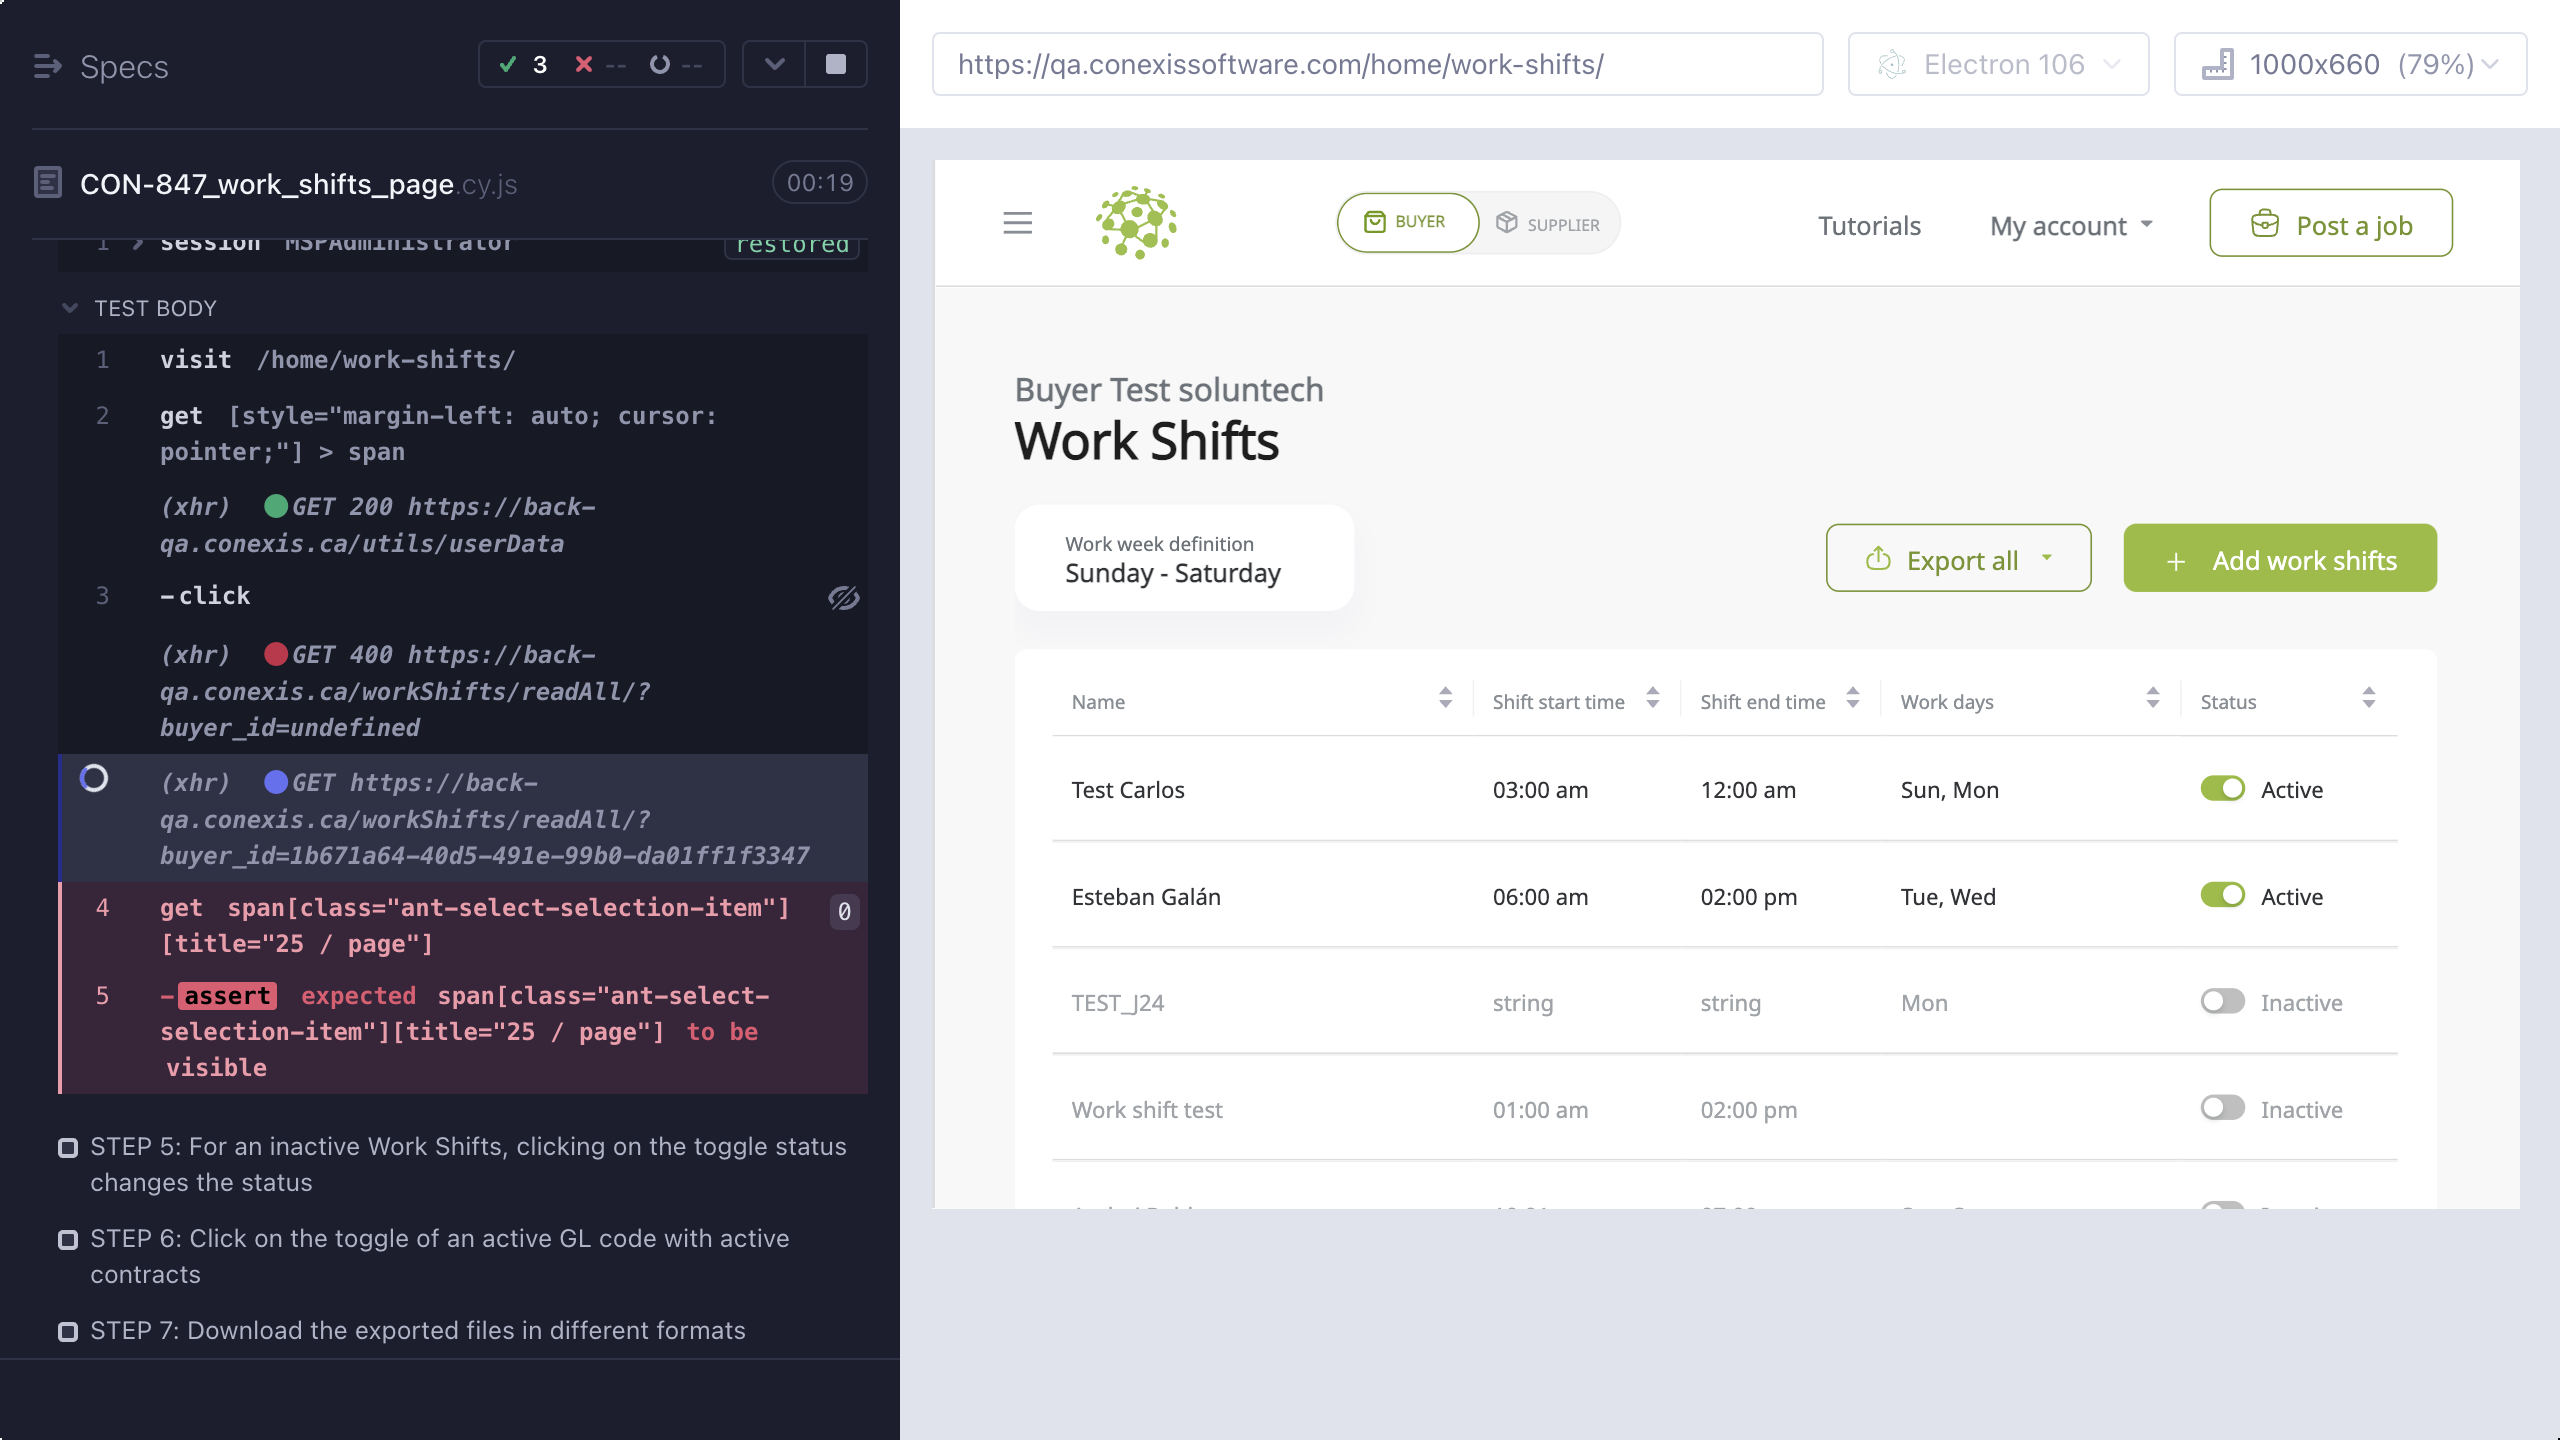 Specs
3
--
--
CON-847_work_shifts_page.cy.js
00:19
1 session MSPAdministrator restored
TEST BODY
1 visit /home/work-shifts/
2 get [style="margin-left: auto; cursor:
pointer;"] > span
(xhr) GET 200 https://back-
qa.conexis.ca/utils/userData
3 -click
(xhr) GET 400 https://back-
qa.conexis.ca/workShifts/readAll/?
buyer_id=undefined
(xhr) GET https://back-
qa.conexis.ca/workShifts/readAll/?
buyer_id=1b671a64-40d5-491e-99b0-da01ff1f3347
4 get span[class="ant-select-selection-item"] 0
[title="25 / page"]
5 -assert expected span[class="ant-select-
selection-item"][title="25 / page"] to be
visible
STEP 5: For an inactive Work Shifts, clicking on the toggle status
changes the status
STEP 6: Click on the toggle of an active GL code with active
contracts
STEP 7: Download the exported files in different formats
https://qa.conexissoftware.com/home/work-shifts/
Electron 106
1000x660 (79%)
BUYER
SUPPLIER
Tutorials
My account
Post a job
Buyer Test soluntech
Work Shifts
Work week definition
Sunday - Saturday
Export all
+ Add work shifts
Name Shift start time Shift end time Work days Status
Test Carlos 03:00 am 12:00 am Sun, Mon Active
Esteban Galán 06:00 am 02:00 pm Tue, Wed Active
TEST_J24 string string Mon Inactive
Work shift test 01:00 am 02:00 pm Inactive